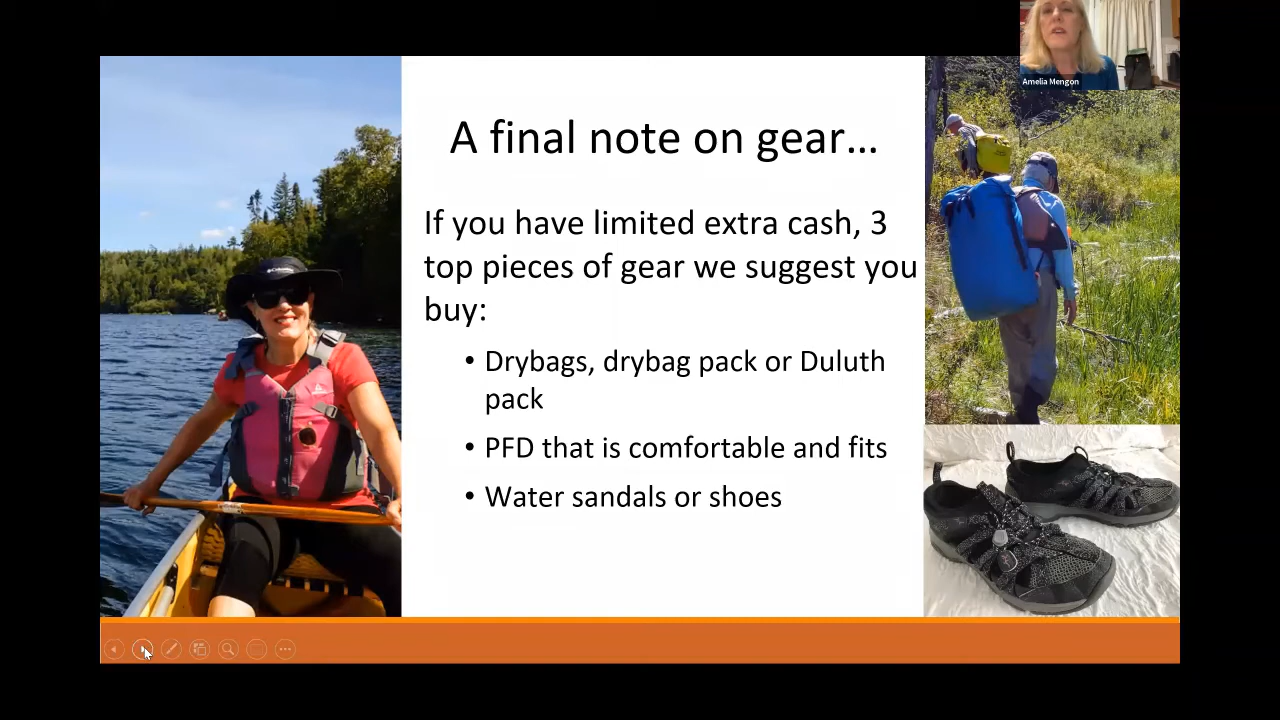 Amelia Mengon
A final note on gear…
If you have limited extra cash, 3
top pieces of gear we suggest you
buy:
• Drybags, drybag pack or Duluth
pack
• PFD that is comfortable and fits
• Water sandals or shoes
Columbia